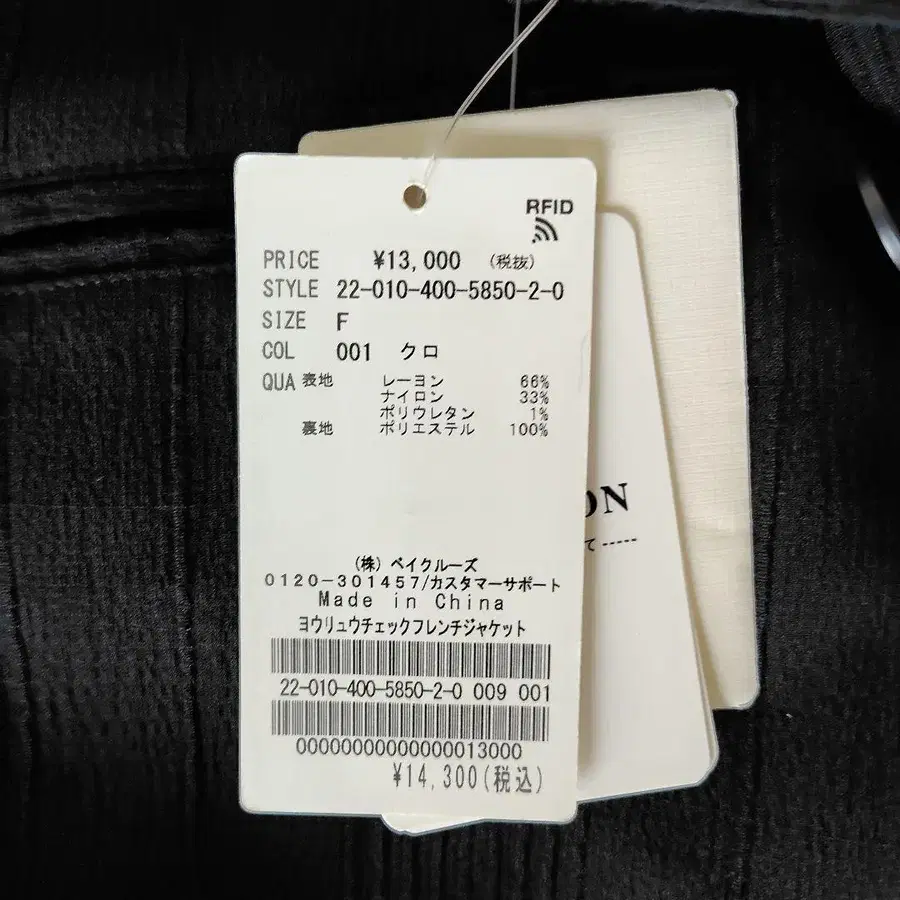 RFID
PRICE ¥13,000 (税抜)
STYLE 22-010-400-5850-2-0
SIZE F
COL 001 クロ
QUA 表地 レーヨン 66%
ナイロン 33%
ポリウレタン 1%
裏地 ポリエステル 100%
(株) ベイクルーズ
0120-301457/カスタマーサポート
Made in China
ヨウリュウチェックフレンチジャケット
22-010-400-5850-2-0 009 001
00000000000000013000
¥14,300(税込)
ON
て-----